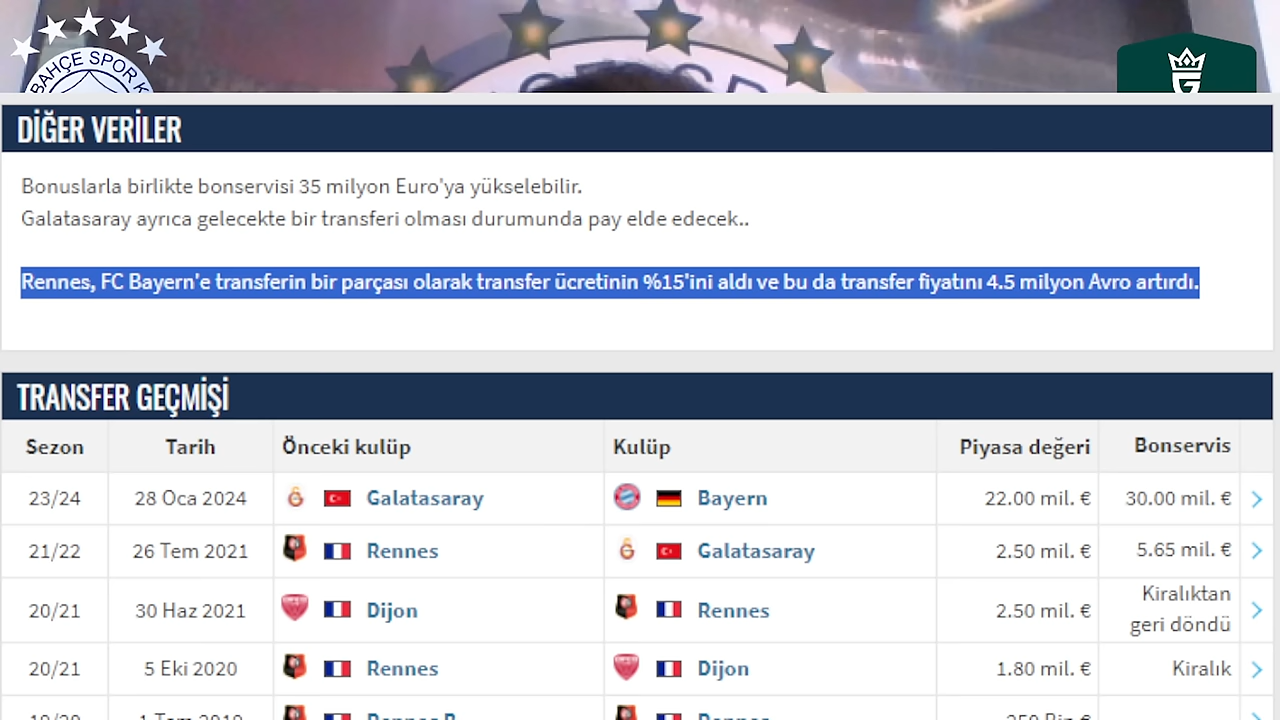 BAHÇE SPOR K
DİĞER VERİLER
Bonuslarla birlikte bonservisi 35 milyon Euro'ya yükselebilir.
Galatasaray ayrıca gelecekte bir transferi olması durumunda pay elde edecek..
Rennes, FC Bayern'e transferin bir parçası olarak transfer ücretinin %15'ini aldı ve bu da transfer fiyatını 4.5 milyon Avro artırdı.
TRANSFER GEÇMİŞİ
Sezon Tarih Önceki kulüp Kulüp Piyasa değeri Bonservis
23/24 28 Oca 2024 Galatasaray Bayern 22.00 mil. € 30.00 mil. €
21/22 26 Tem 2021 Rennes Galatasaray 2.50 mil. € 5.65 mil. €
20/21 30 Haz 2021 Dijon Rennes 2.50 mil. € Kiralıktan
geri döndü
20/21 5 Eki 2020 Rennes Dijon 1.80 mil. € Kiralık